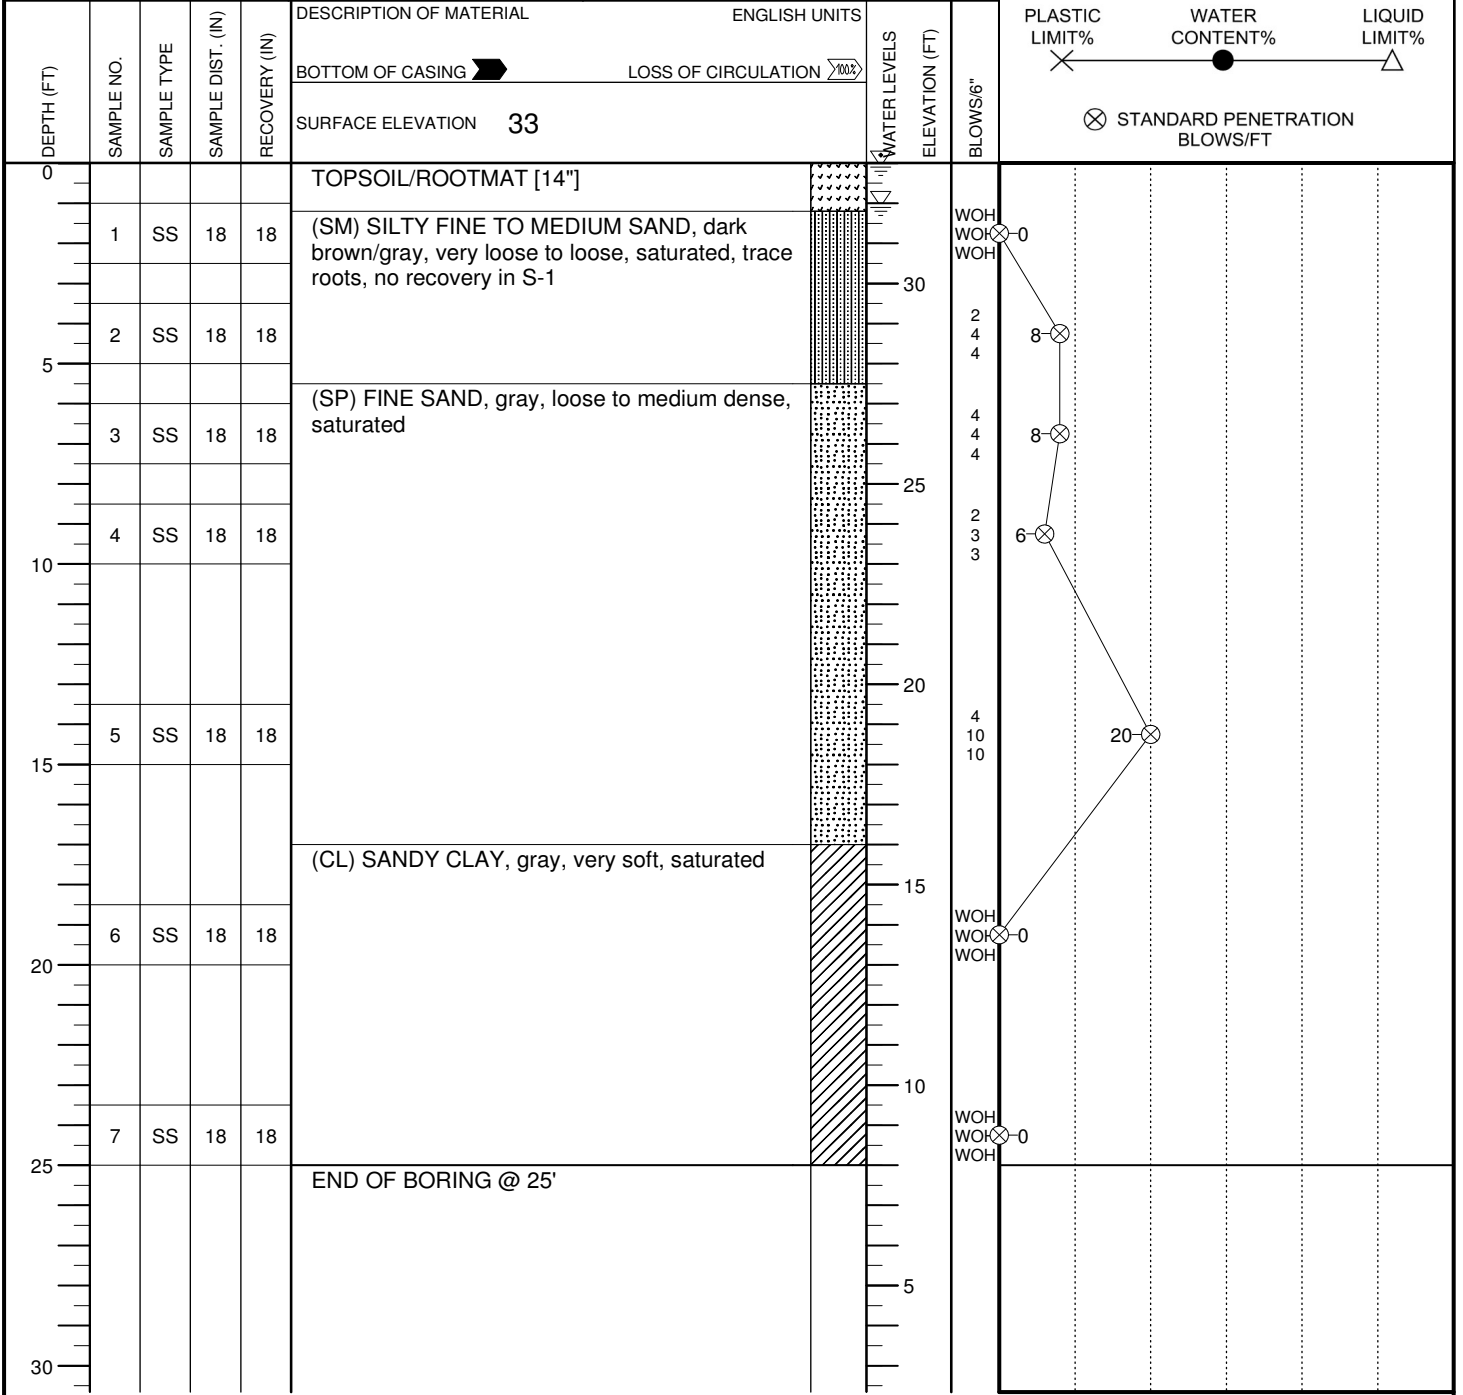 DEPTH (FT)
SAMPLE NO.
SAMPLE TYPE
SAMPLE DIST. (IN)
RECOVERY (IN)
DESCRIPTION OF MATERIAL ENGLISH UNITS
BOTTOM OF CASING LOSS OF CIRCULATION 100%
SURFACE ELEVATION 33
WATER LEVELS
ELEVATION (FT)
BLOWS/6"
PLASTIC LIMIT%
WATER CONTENT%
LIQUID LIMIT%
STANDARD PENETRATION
BLOWS/FT
0
TOPSOIL/ROOTMAT [14"]
1 SS 18 18
(SM) SILTY FINE TO MEDIUM SAND, dark
brown/gray, very loose to loose, saturated, trace
roots, no recovery in S-1
WOH
WOH 0
WOH
30
2 SS 18 18
2
4 8
4
5
(SP) FINE SAND, gray, loose to medium dense,
saturated
3 SS 18 18
4
4 8
4
25
4 SS 18 18
2
3 6
3
10
20
5 SS 18 18
4
10 20
10
15
(CL) SANDY CLAY, gray, very soft, saturated
15
6 SS 18 18
WOH
WOH 0
WOH
20
10
7 SS 18 18
WOH
WOH 0
WOH
25
END OF BORING @ 25'
5
30